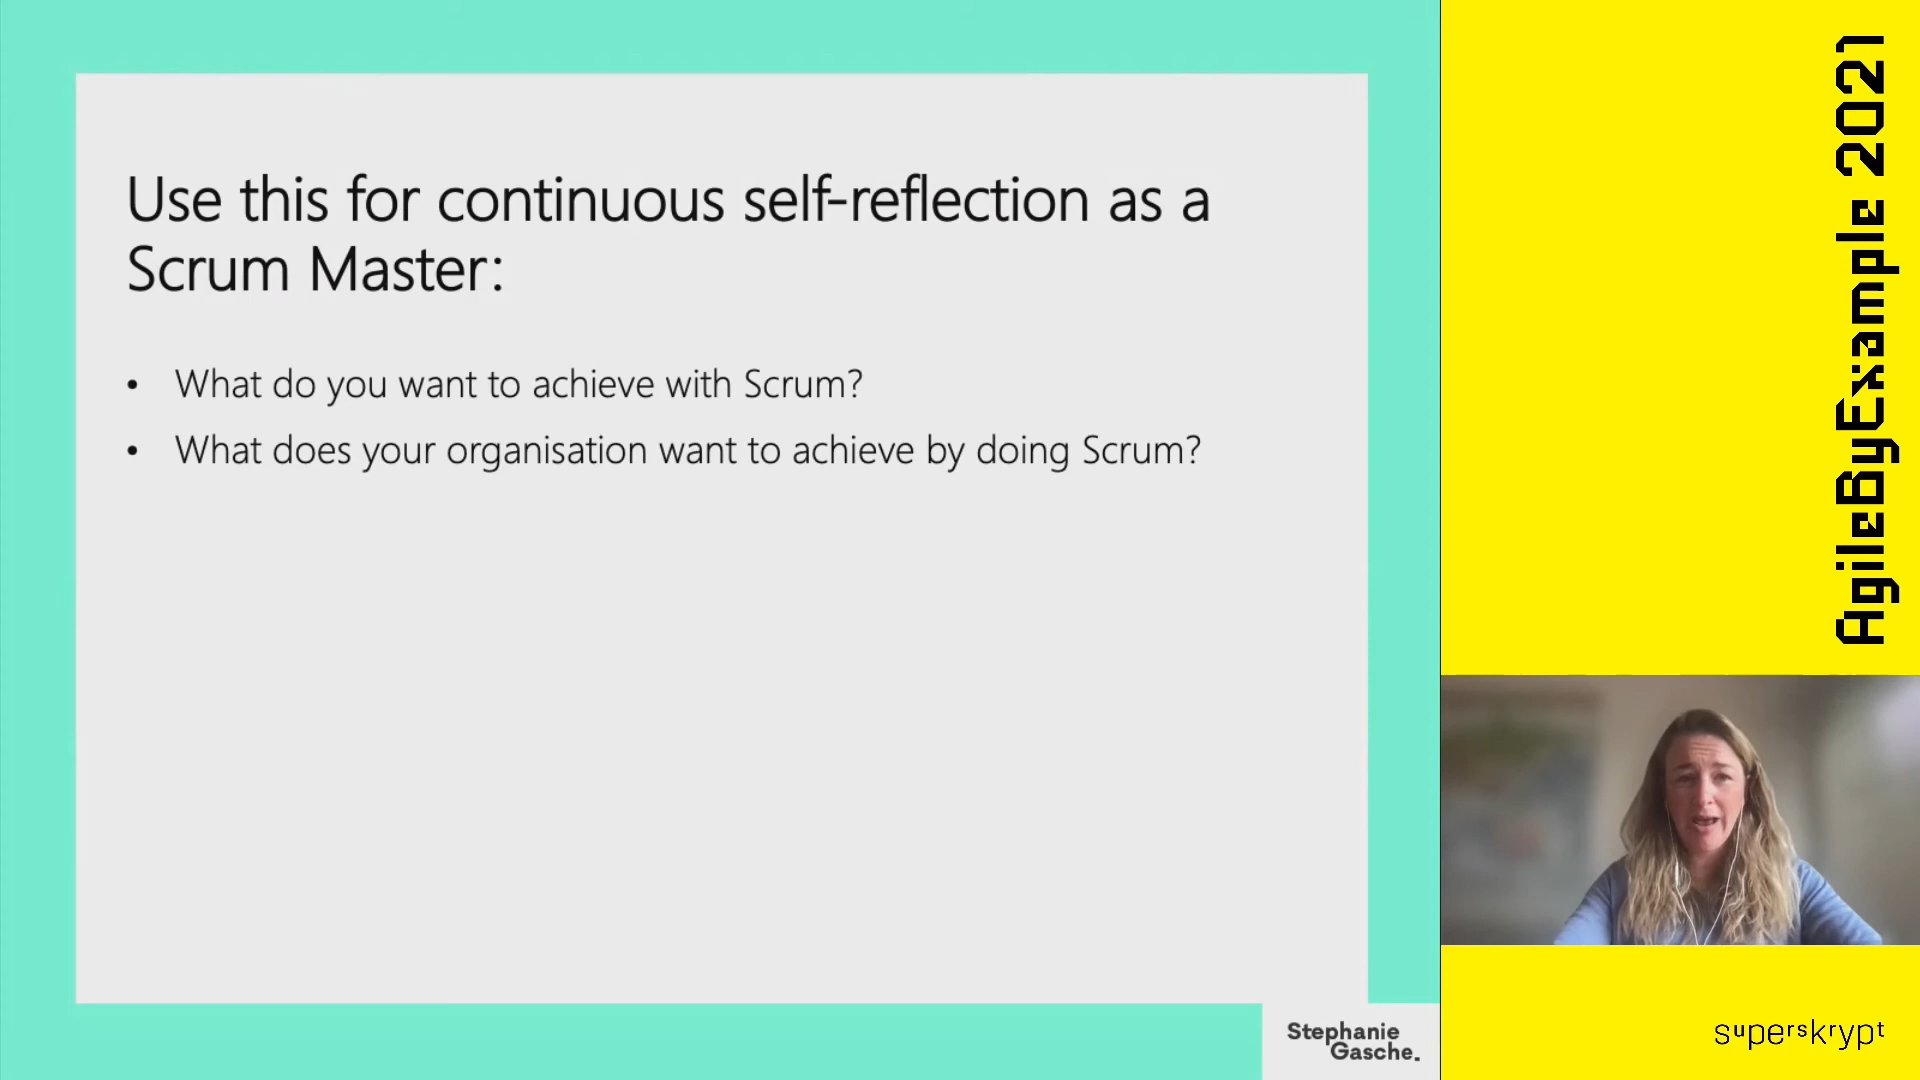 Use this for continuous self-reflection as a
Scrum Master:
• What do you want to achieve with Scrum?
• What does your organisation want to achieve by doing Scrum?
Stephanie
Gasche.
AgileByExample 2021
superskrypt